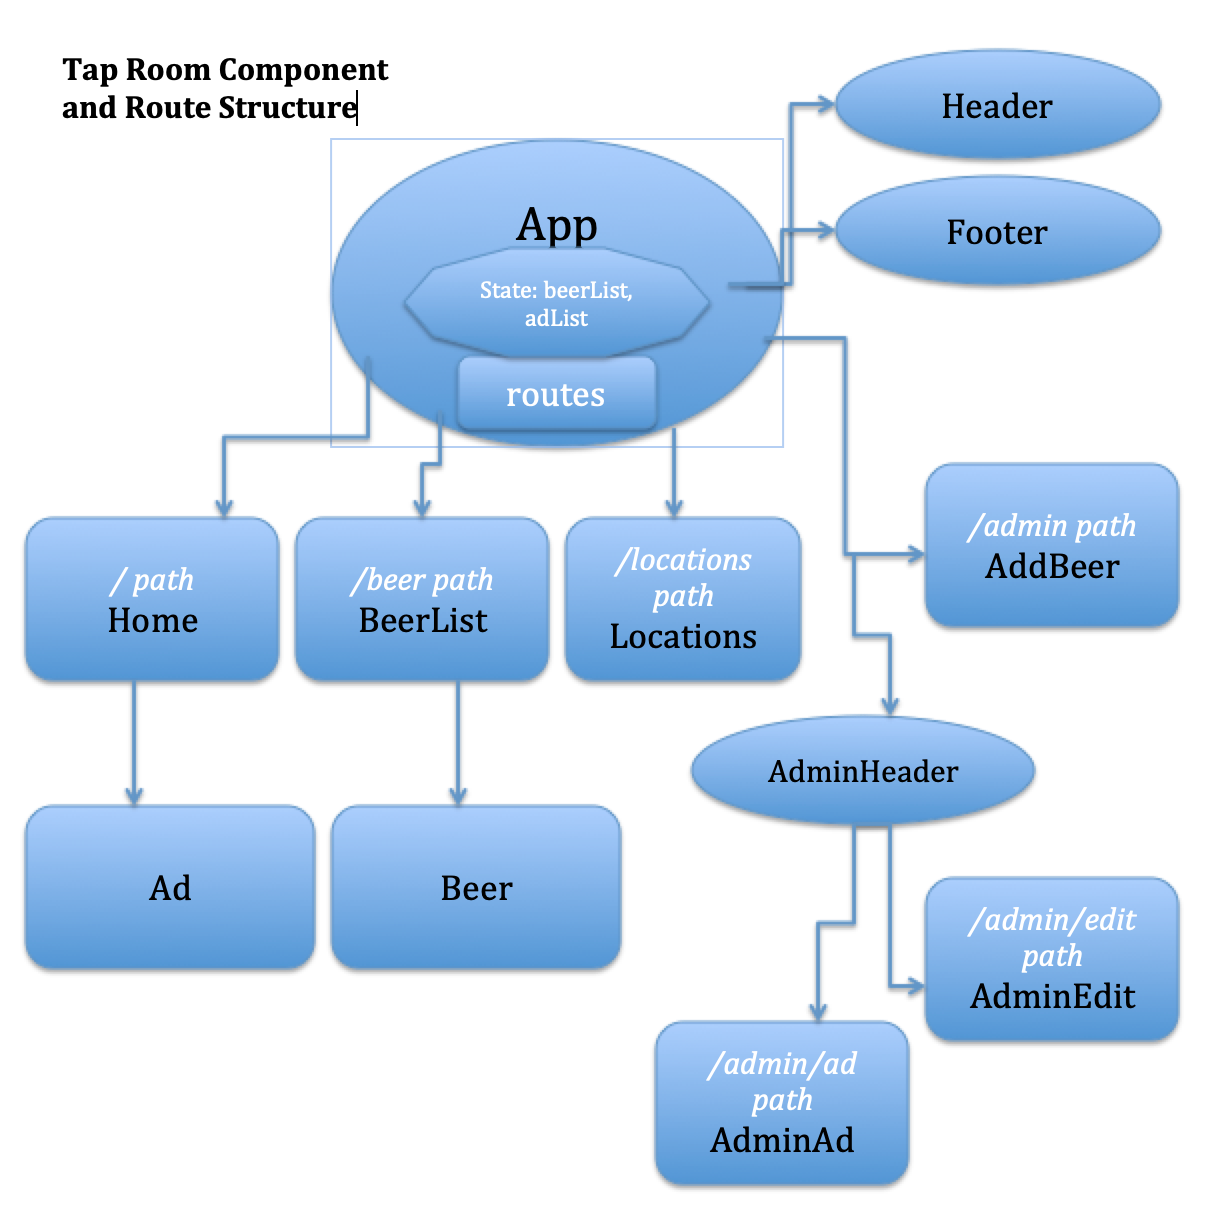 Tap Room Component
and Route Structure
Header
Footer
App
State: beerList,
adList
routes
/admin path
AddBeer
/ path
Home
/beer path
BeerList
/locations
path
Locations
AdminHeader
Ad
Beer
/admin/edit
path
AdminEdit
/admin/ad
path
AdminAd